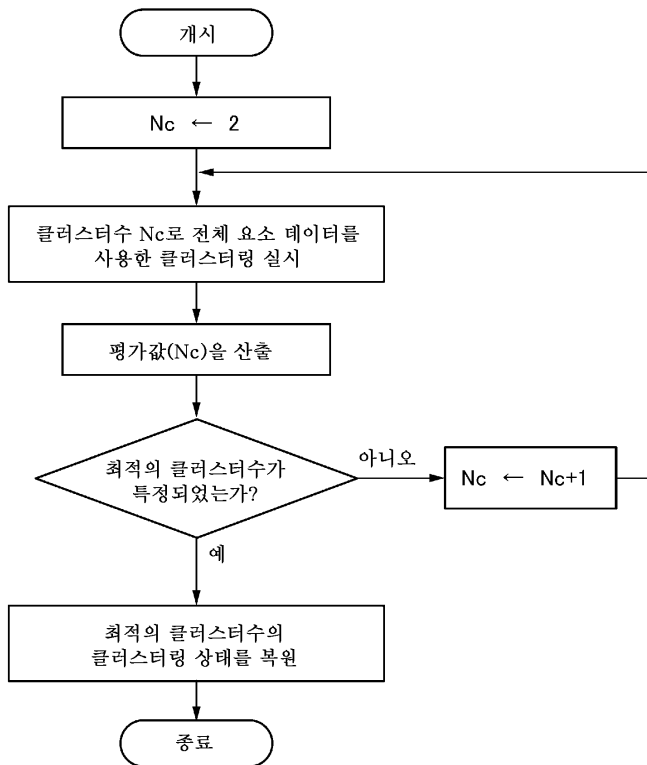 개시
Nc ← 2
클러스터수 Nc로 전체 요소 데이터를
사용한 클러스터링 실시
평가값(Nc)을 산출
최적의 클러스터수가
특정되었는가?
아니오
Nc ← Nc+1
예
최적의 클러스터수의
클러스터링 상태를 복원
종료